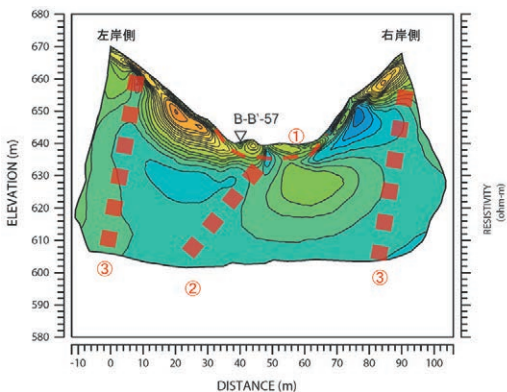 左岸側
右岸側
B-B'-57
①
②
③
③
ELEVATION (m)
680
670
660
650
640
630
620
610
600
590
580
-10 0 10 20 30 40 50 60 70 80 90 100
DISTANCE (m)
RESISTIVITY
(ohm-m)